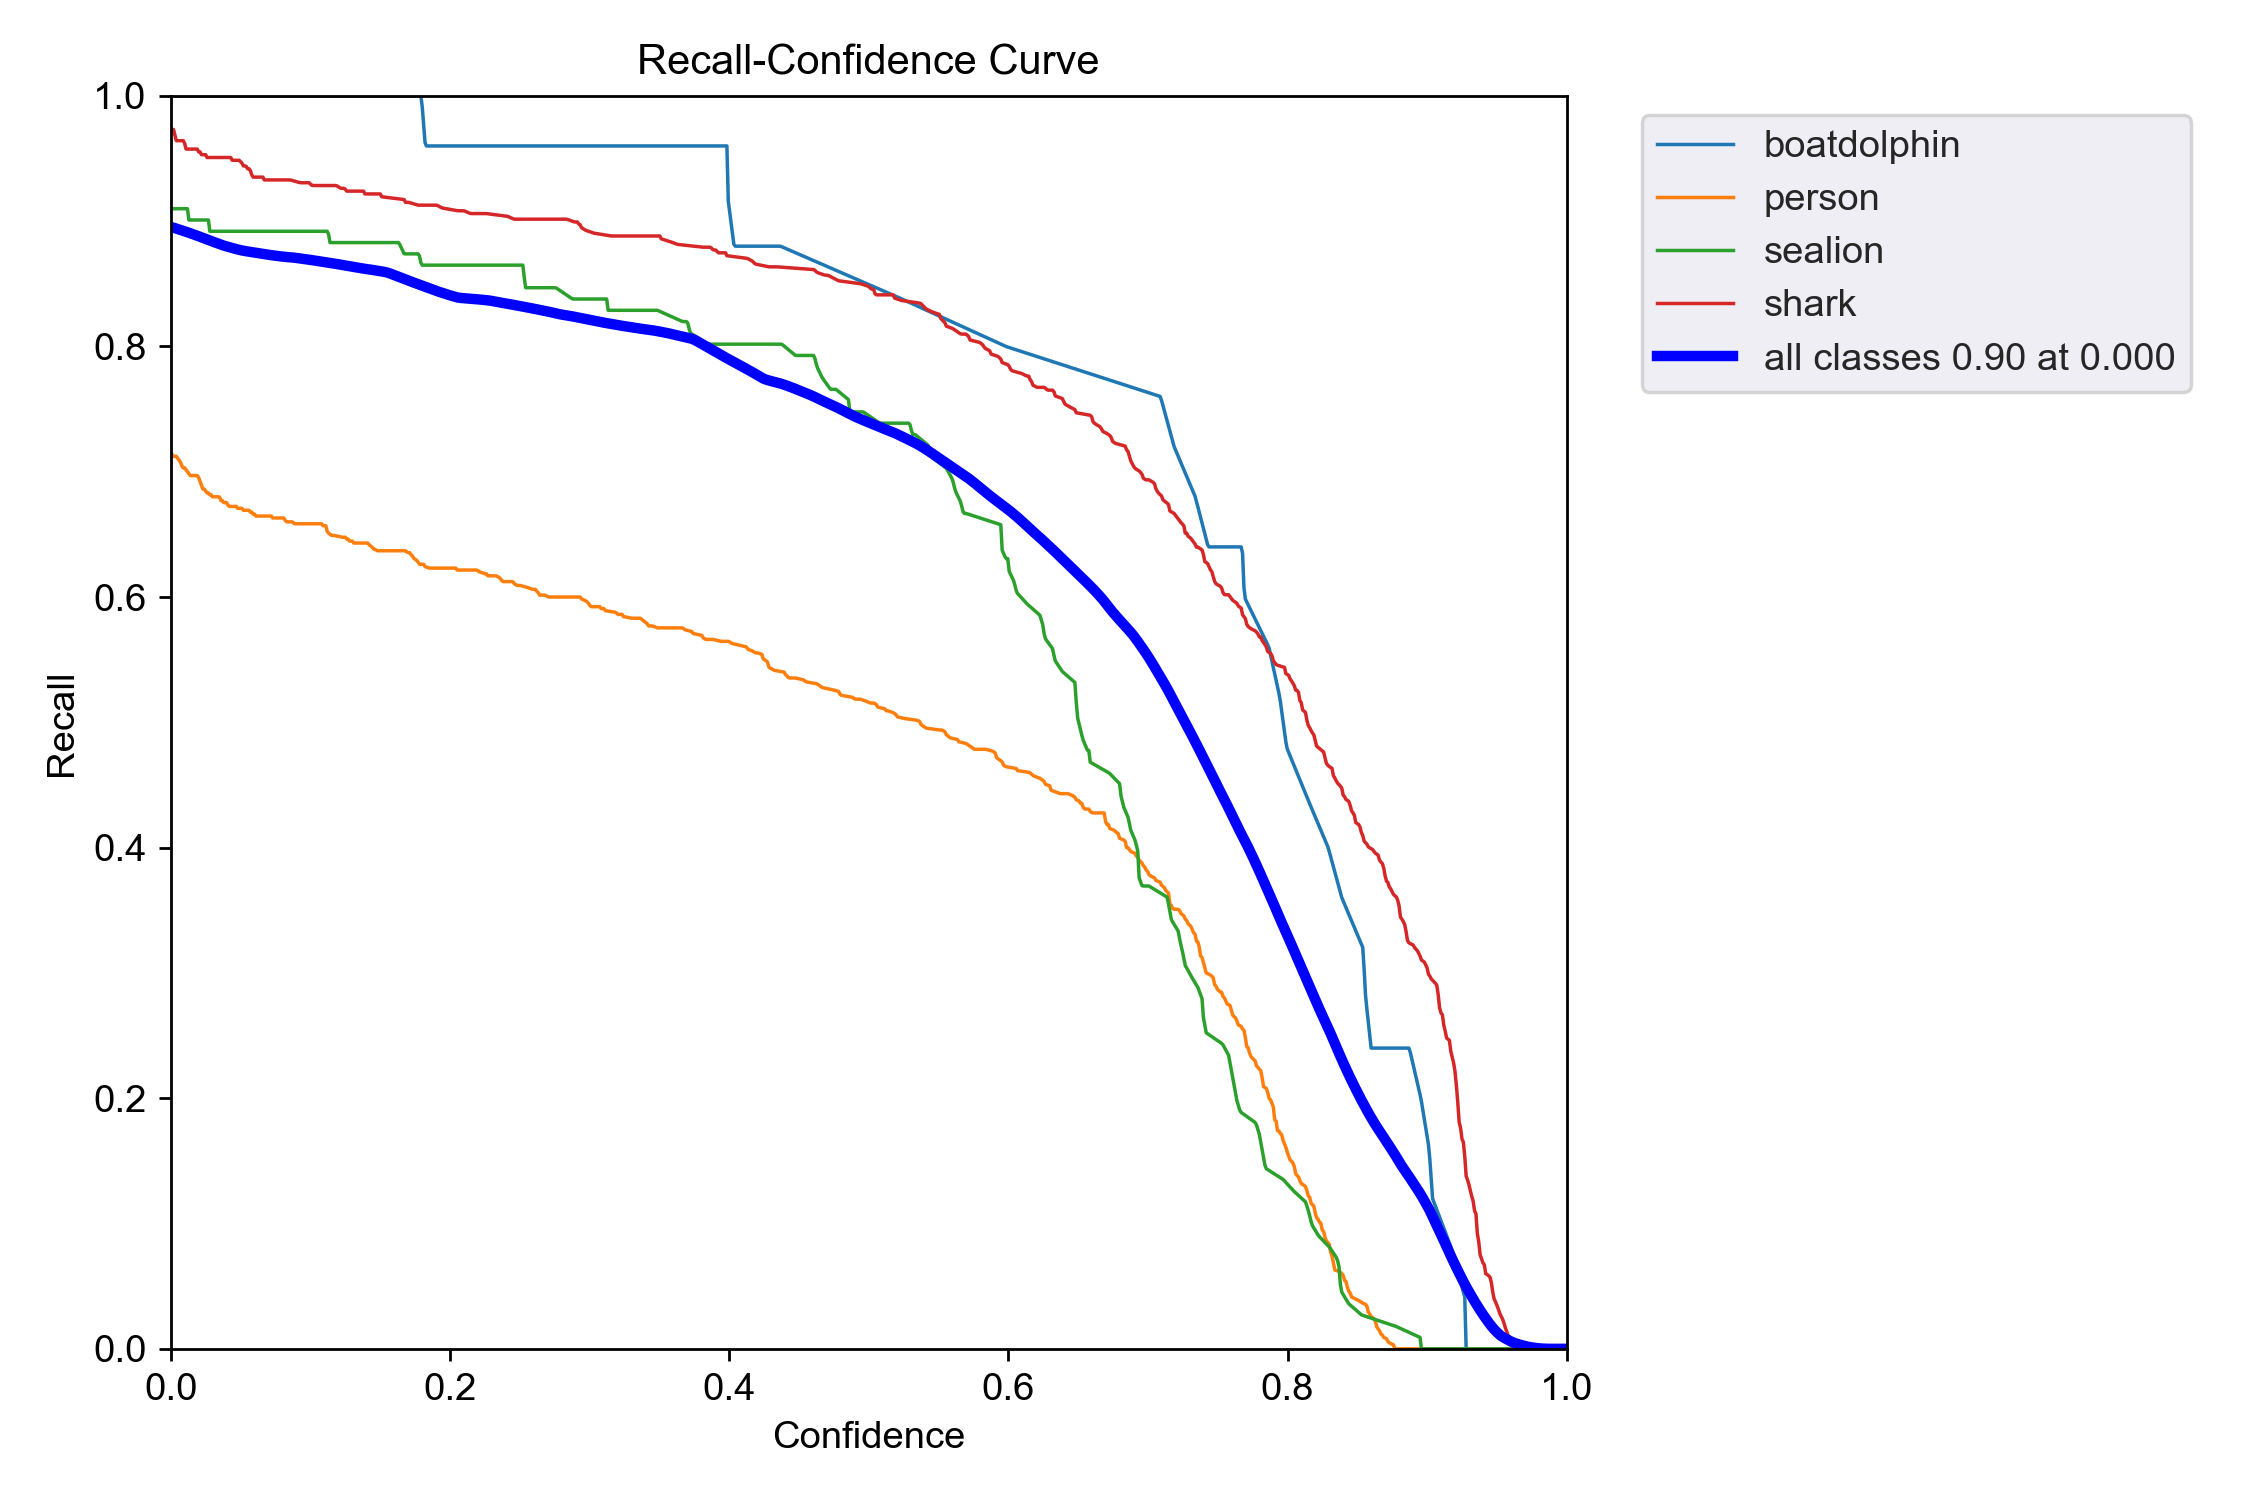 Recall-Confidence Curve
1.0
0.8
0.6
0.4
0.2
0.0
Recall
0.0 0.2 0.4 0.6 0.8 1.0
Confidence
boatdolphin
person
sealion
shark
all classes 0.90 at 0.000